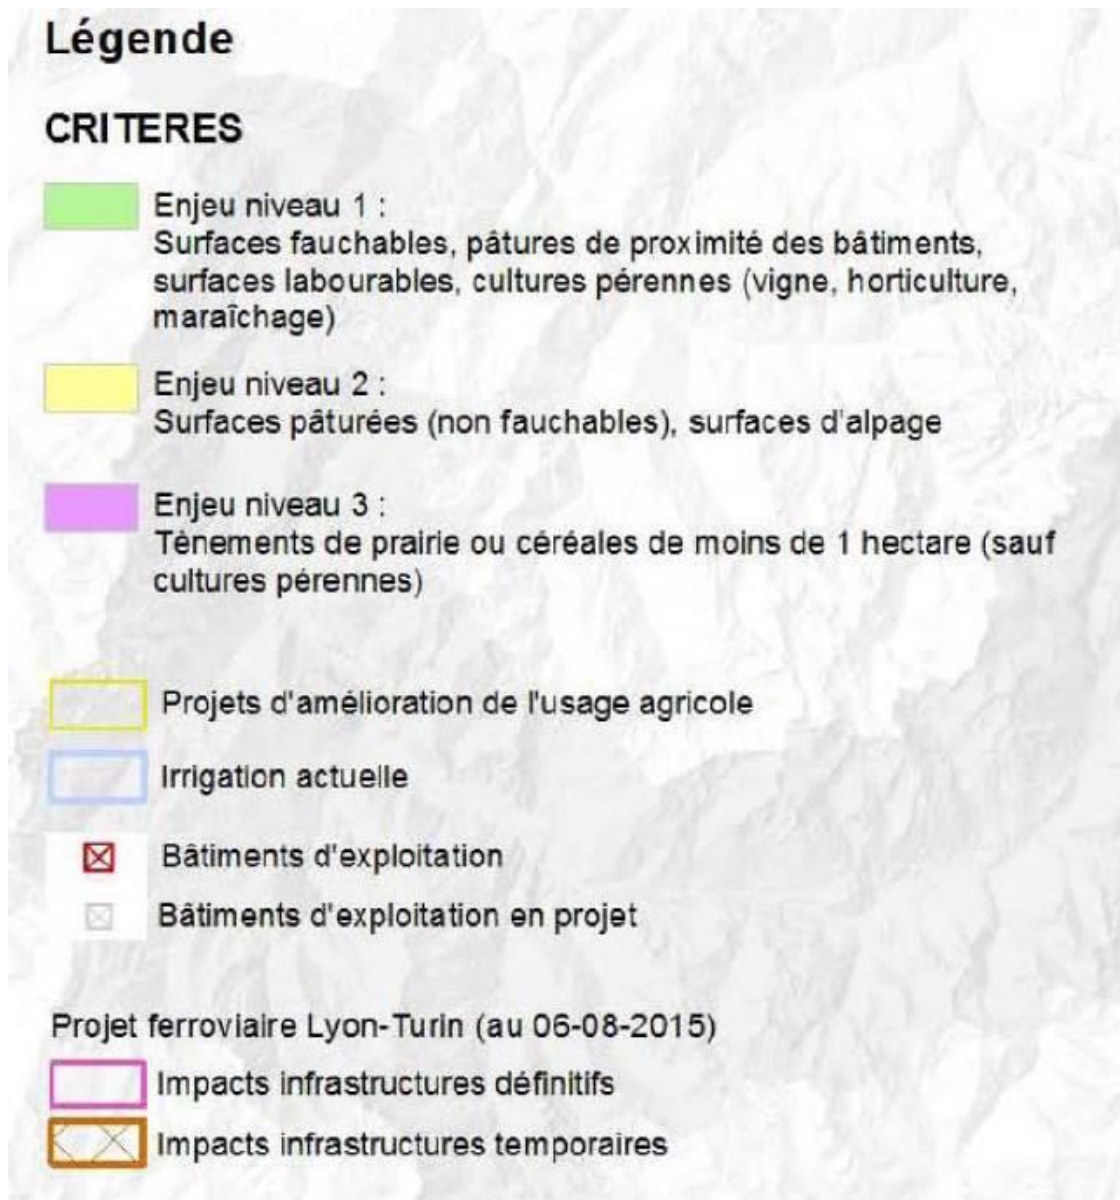 Légende
CRITERES
Enjeu niveau 1 :
Surfaces fauchables, pâtures de proximité des bâtiments,
surfaces labourables, cultures pérennes (vigne, horticulture,
maraîchage)
Enjeu niveau 2 :
Surfaces pâturées (non fauchables), surfaces d'alpage
Enjeu niveau 3 :
Tènements de prairie ou céréales de moins de 1 hectare (sauf
cultures pérennes)
Projets d'amélioration de l'usage agricole
Irrigation actuelle
Bâtiments d'exploitation
Bâtiments d'exploitation en projet
Projet ferroviaire Lyon-Turin (au 06-08-2015)
Impacts infrastructures définitifs
Impacts infrastructures temporaires